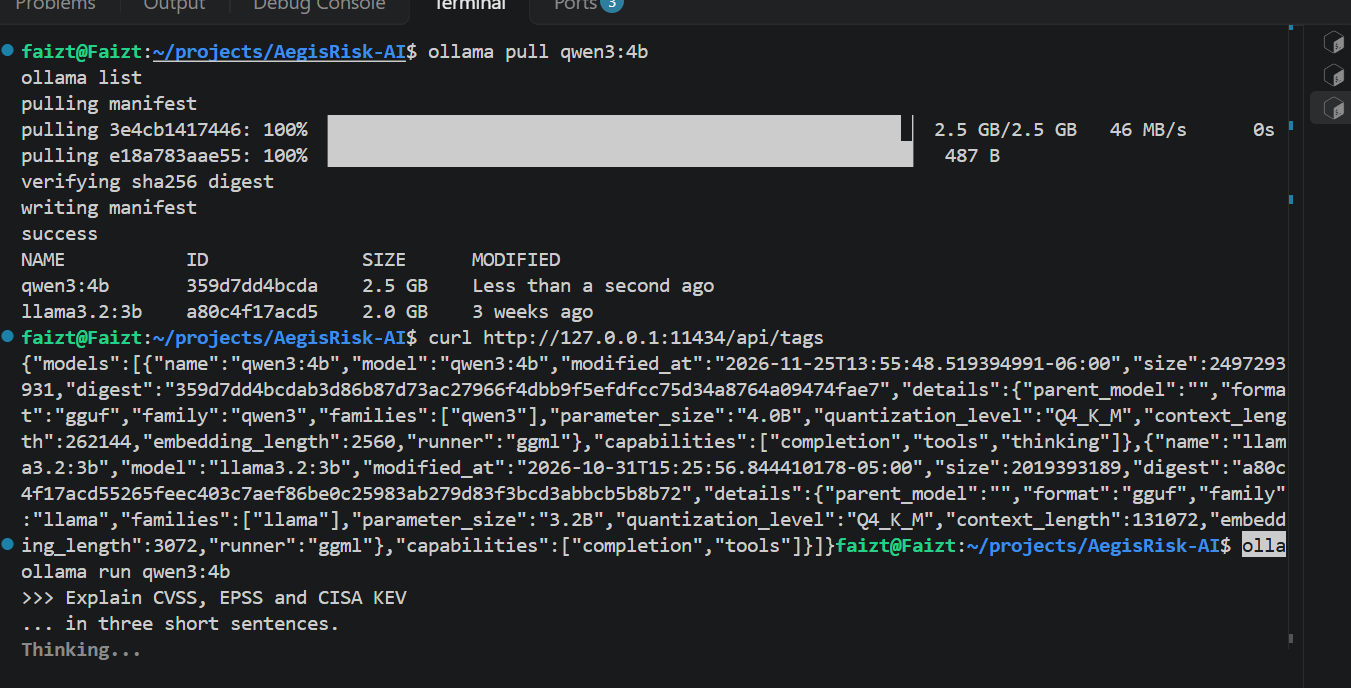 Problems Output Debug Console Terminal Ports 3
faizt@Faizt:~/projects/AegisRisk-AI$ ollama pull qwen3:4b
ollama list
pulling manifest
pulling 3e4cb1417446: 100% 2.5 GB/2.5 GB 46 MB/s 0s
pulling e18a783aae55: 100% 487 B
verifying sha256 digest
writing manifest
success
NAME ID SIZE MODIFIED
qwen3:4b 359d7dd4bcda 2.5 GB Less than a second ago
llama3.2:3b a80c4f17acd5 2.0 GB 3 weeks ago
faizt@Faizt:~/projects/AegisRisk-AI$ curl http://127.0.0.1:11434/api/tags
{"models":[{"name":"qwen3:4b","model":"qwen3:4b","modified_at":"2026-11-25T13:55:48.519394991-06:00","size":2497293
931,"digest":"359d7dd4bcdab3d86b87d73ac27966f4dbb9f5efdfcc75d34a8764a09474fae7","details":{"parent_model":"","forma
t":"gguf","family":"qwen3","families":["qwen3"],"parameter_size":"4.0B","quantization_level":"Q4_K_M","context_leng
th":262144,"embedding_length":2560,"runner":"ggml"},"capabilities":["completion","tools","thinking"]},{"name":"llam
a3.2:3b","model":"llama3.2:3b","modified_at":"2026-10-31T15:25:56.844410178-05:00","size":2019393189,"digest":"a80c
4f17acd55265feec403c7aef86be0c25983ab279d83f3bcd3abbcb5b8b72","details":{"parent_model":"","format":"gguf","family"
:"llama","families":["llama"],"parameter_size":"3.2B","quantization_level":"Q4_K_M","context_length":131072,"embedd
ing_length":3072,"runner":"ggml"},"capabilities":["completion","tools"]}]}faizt@Faizt:~/projects/AegisRisk-AI$ olla
ollama run qwen3:4b
>>> Explain CVSS, EPSS and CISA KEV
... in three short sentences.
Thinking...